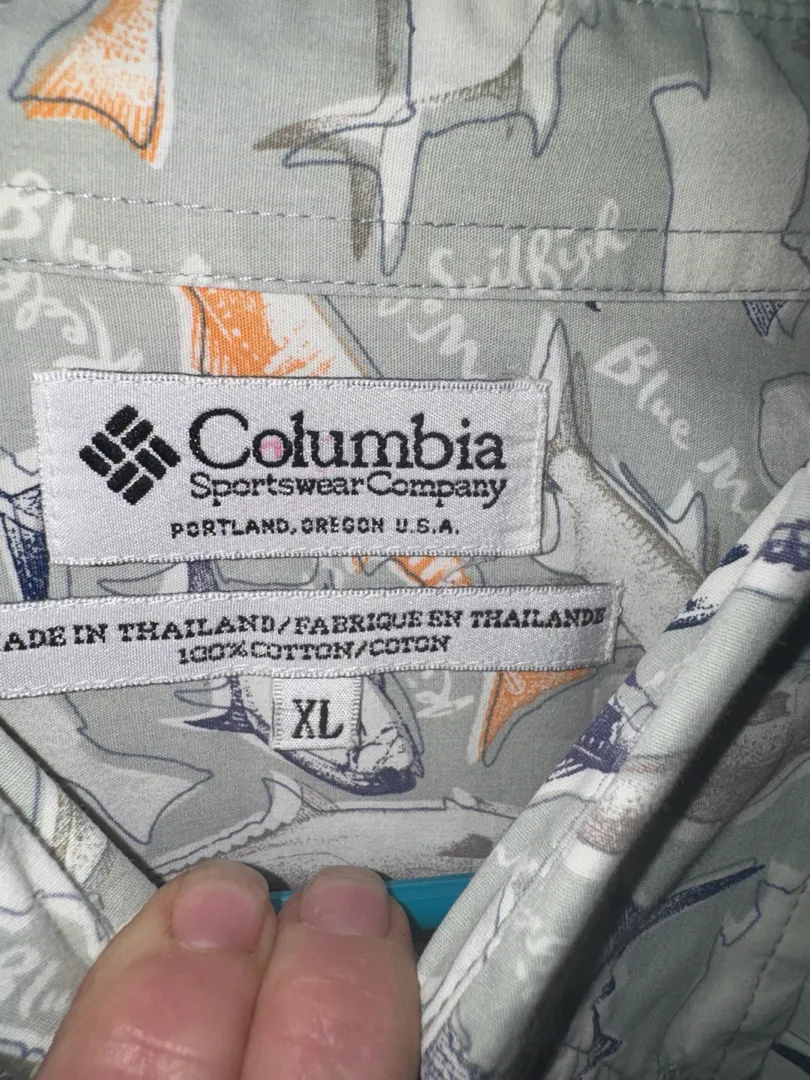 Blue
Sailfish
Blue M
Columbia
Sportswear Company
PORTLAND, OREGON U.S.A.
ADE IN THAILAND/FABRIQUE EN THAILANDE
100% COTTON/COTON
XL